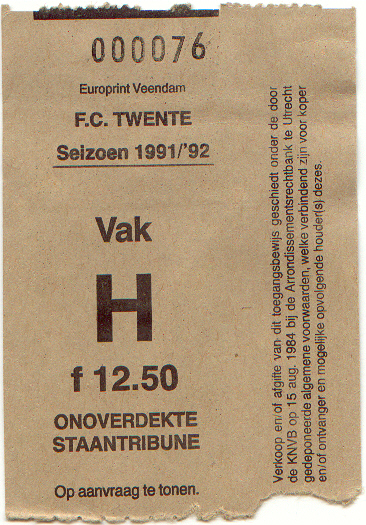 000076
Europrint Veendam
F.C. TWENTE
Seizoen 1991/'92
Vak
H
f 12.50
ONOVERDEKTE
STAANTRIBUNE
Op aanvraag te tonen.
Verkoop en/of afgifte van dit toegangsbewijs geschiedt onder de door
de KNVB op 15 aug. 1984 bij de Arrondissementsrechtbank te Utrecht
gedeponeerde algemene voorwaarden, welke verbindend zijn voor koper
en/of ontvanger en mogelijke opvolgende houder(s) dezes.